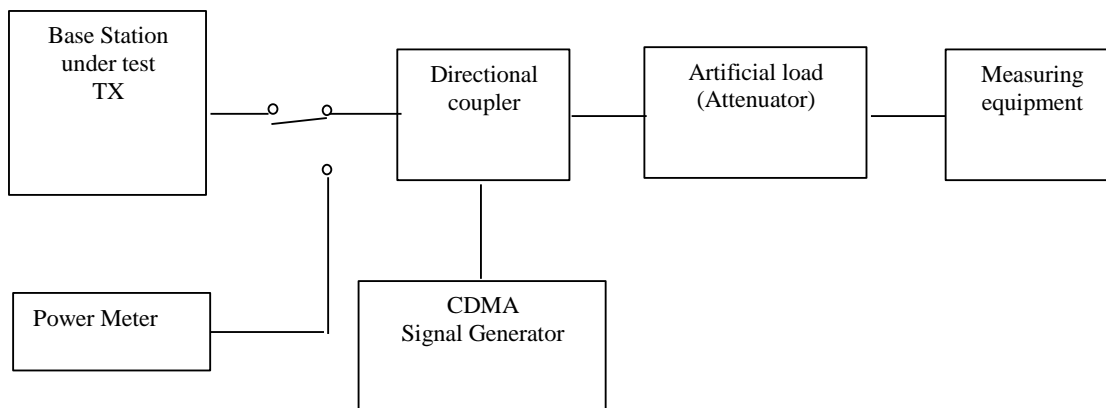 Base Station
under test
TX
Directional
coupler
Artificial load
(Attenuator)
Measuring
equipment
Power Meter
CDMA
Signal Generator